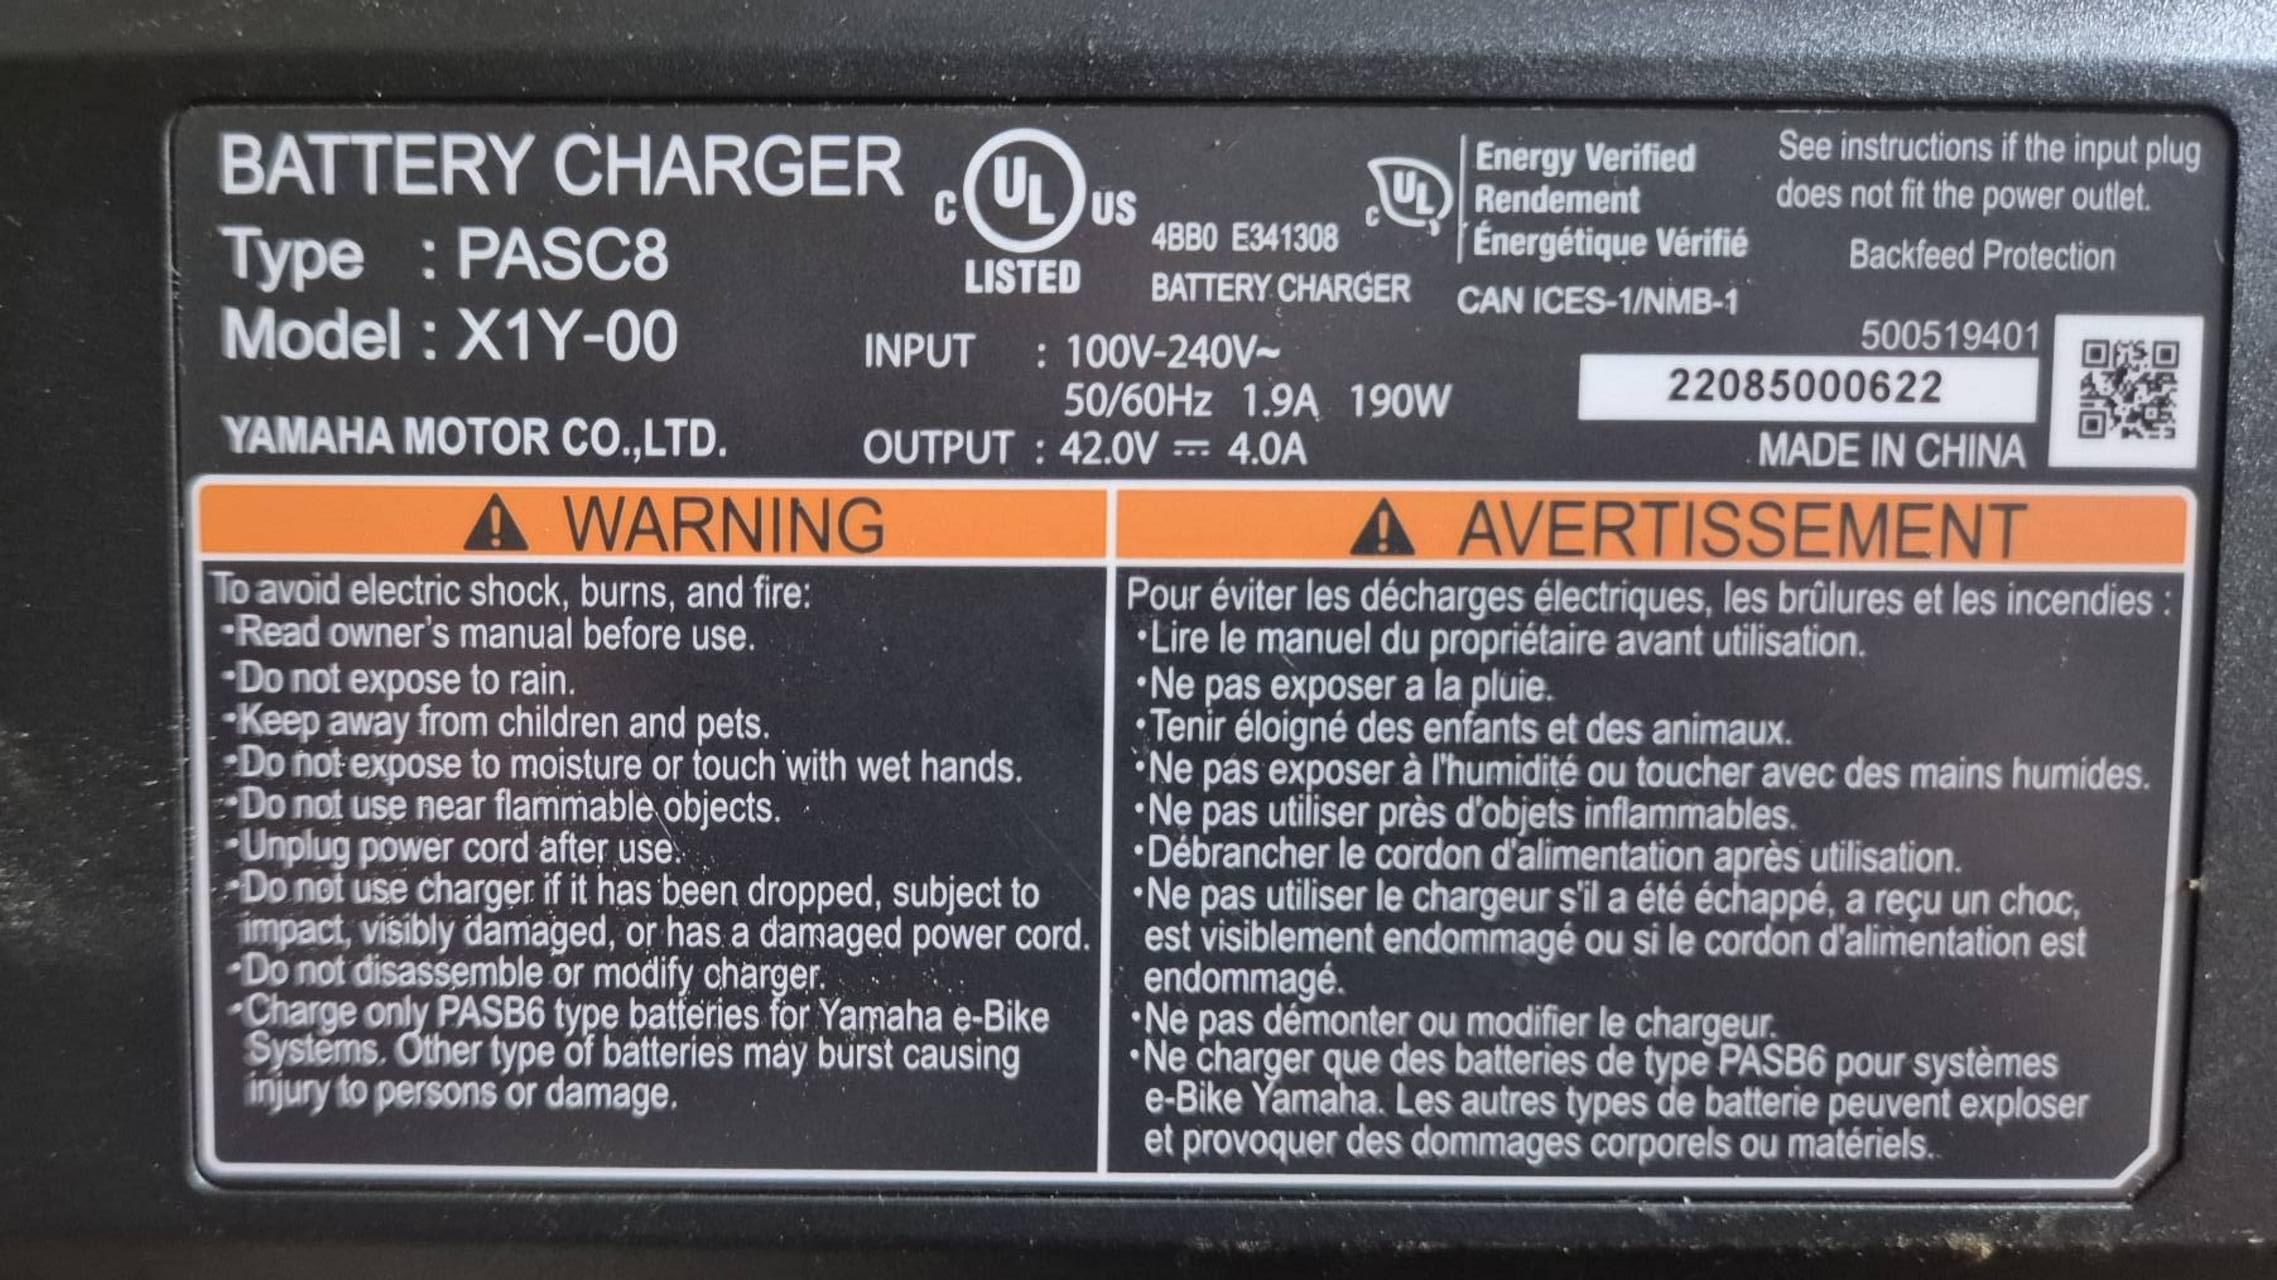 BATTERY CHARGER
Type : PASC8
Model : X1Y-00
YAMAHA MOTOR CO.,LTD.
C UL US
LISTED
4BB0 E341308
BATTERY CHARGER
C UL
Energy Verified
Rendement
Énergétique Vérifié
CAN ICES-1/NMB-1
See instructions if the input plug
does not fit the power outlet.
Backfeed Protection
INPUT : 100V-240V~
50/60Hz 1.9A 190W
OUTPUT : 42.0V ⎓ 4.0A
500519401
22085000622
MADE IN CHINA
WARNING
To avoid electric shock, burns, and fire:
•Read owner's manual before use.
•Do not expose to rain.
•Keep away from children and pets.
•Do not expose to moisture or touch with wet hands.
•Do not use near flammable objects.
•Unplug power cord after use.
•Do not use charger if it has been dropped, subject to
impact, visibly damaged, or has a damaged power cord.
•Do not disassemble or modify charger.
•Charge only PASB6 type batteries for Yamaha e-Bike
Systems. Other type of batteries may burst causing
injury to persons or damage.
AVERTISSEMENT
Pour éviter les décharges électriques, les brûlures et les incendies :
•Lire le manuel du propriétaire avant utilisation.
•Ne pas exposer a la pluie.
•Tenir éloigné des enfants et des animaux.
•Ne pas exposer à l'humidité ou toucher avec des mains humides.
•Ne pas utiliser près d'objets inflammables.
•Débrancher le cordon d'alimentation après utilisation.
•Ne pas utiliser le chargeur s'il a été échappé, a reçu un choc,
est visiblement endommagé ou si le cordon d'alimentation est
endommagé.
•Ne pas démonter ou modifier le chargeur.
•Ne charger que des batteries de type PASB6 pour systèmes
e-Bike Yamaha. Les autres types de batterie peuvent exploser
et provoquer des dommages corporels ou matériels.